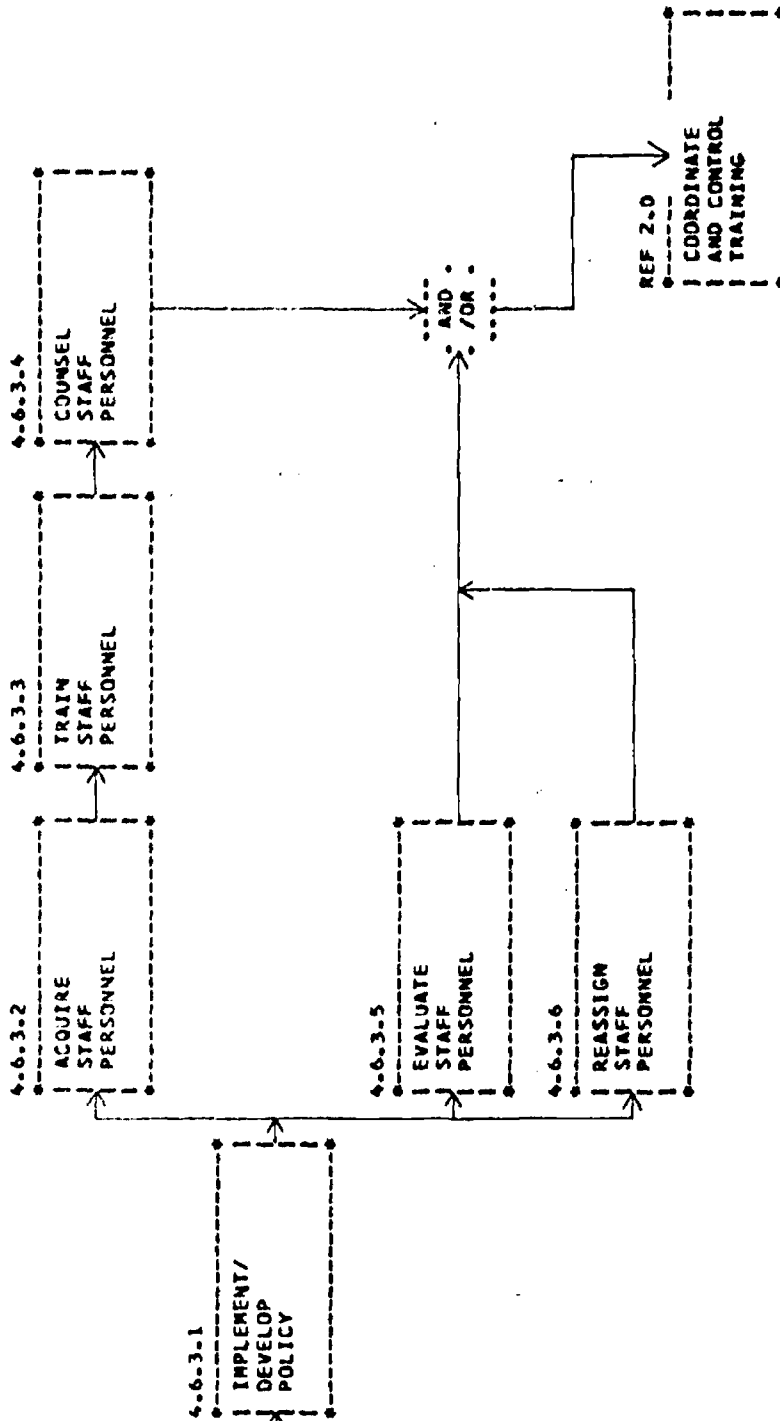 4.6.3.1
IMPLEMENT/
DEVELOP
POLICY
4.6.3.2
ACQUIRE
STAFF
PERSONNEL
4.6.3.3
TRAIN
STAFF
PERSONNEL
4.6.3.4
COUNSEL
STAFF
PERSONNEL
4.6.3.5
EVALUATE
STAFF
PERSONNEL
4.6.3.6
REASSIGN
STAFF
PERSONNEL
AND
/OR
REF 2.0
COORDINATE
AND CONTROL
TRAINING